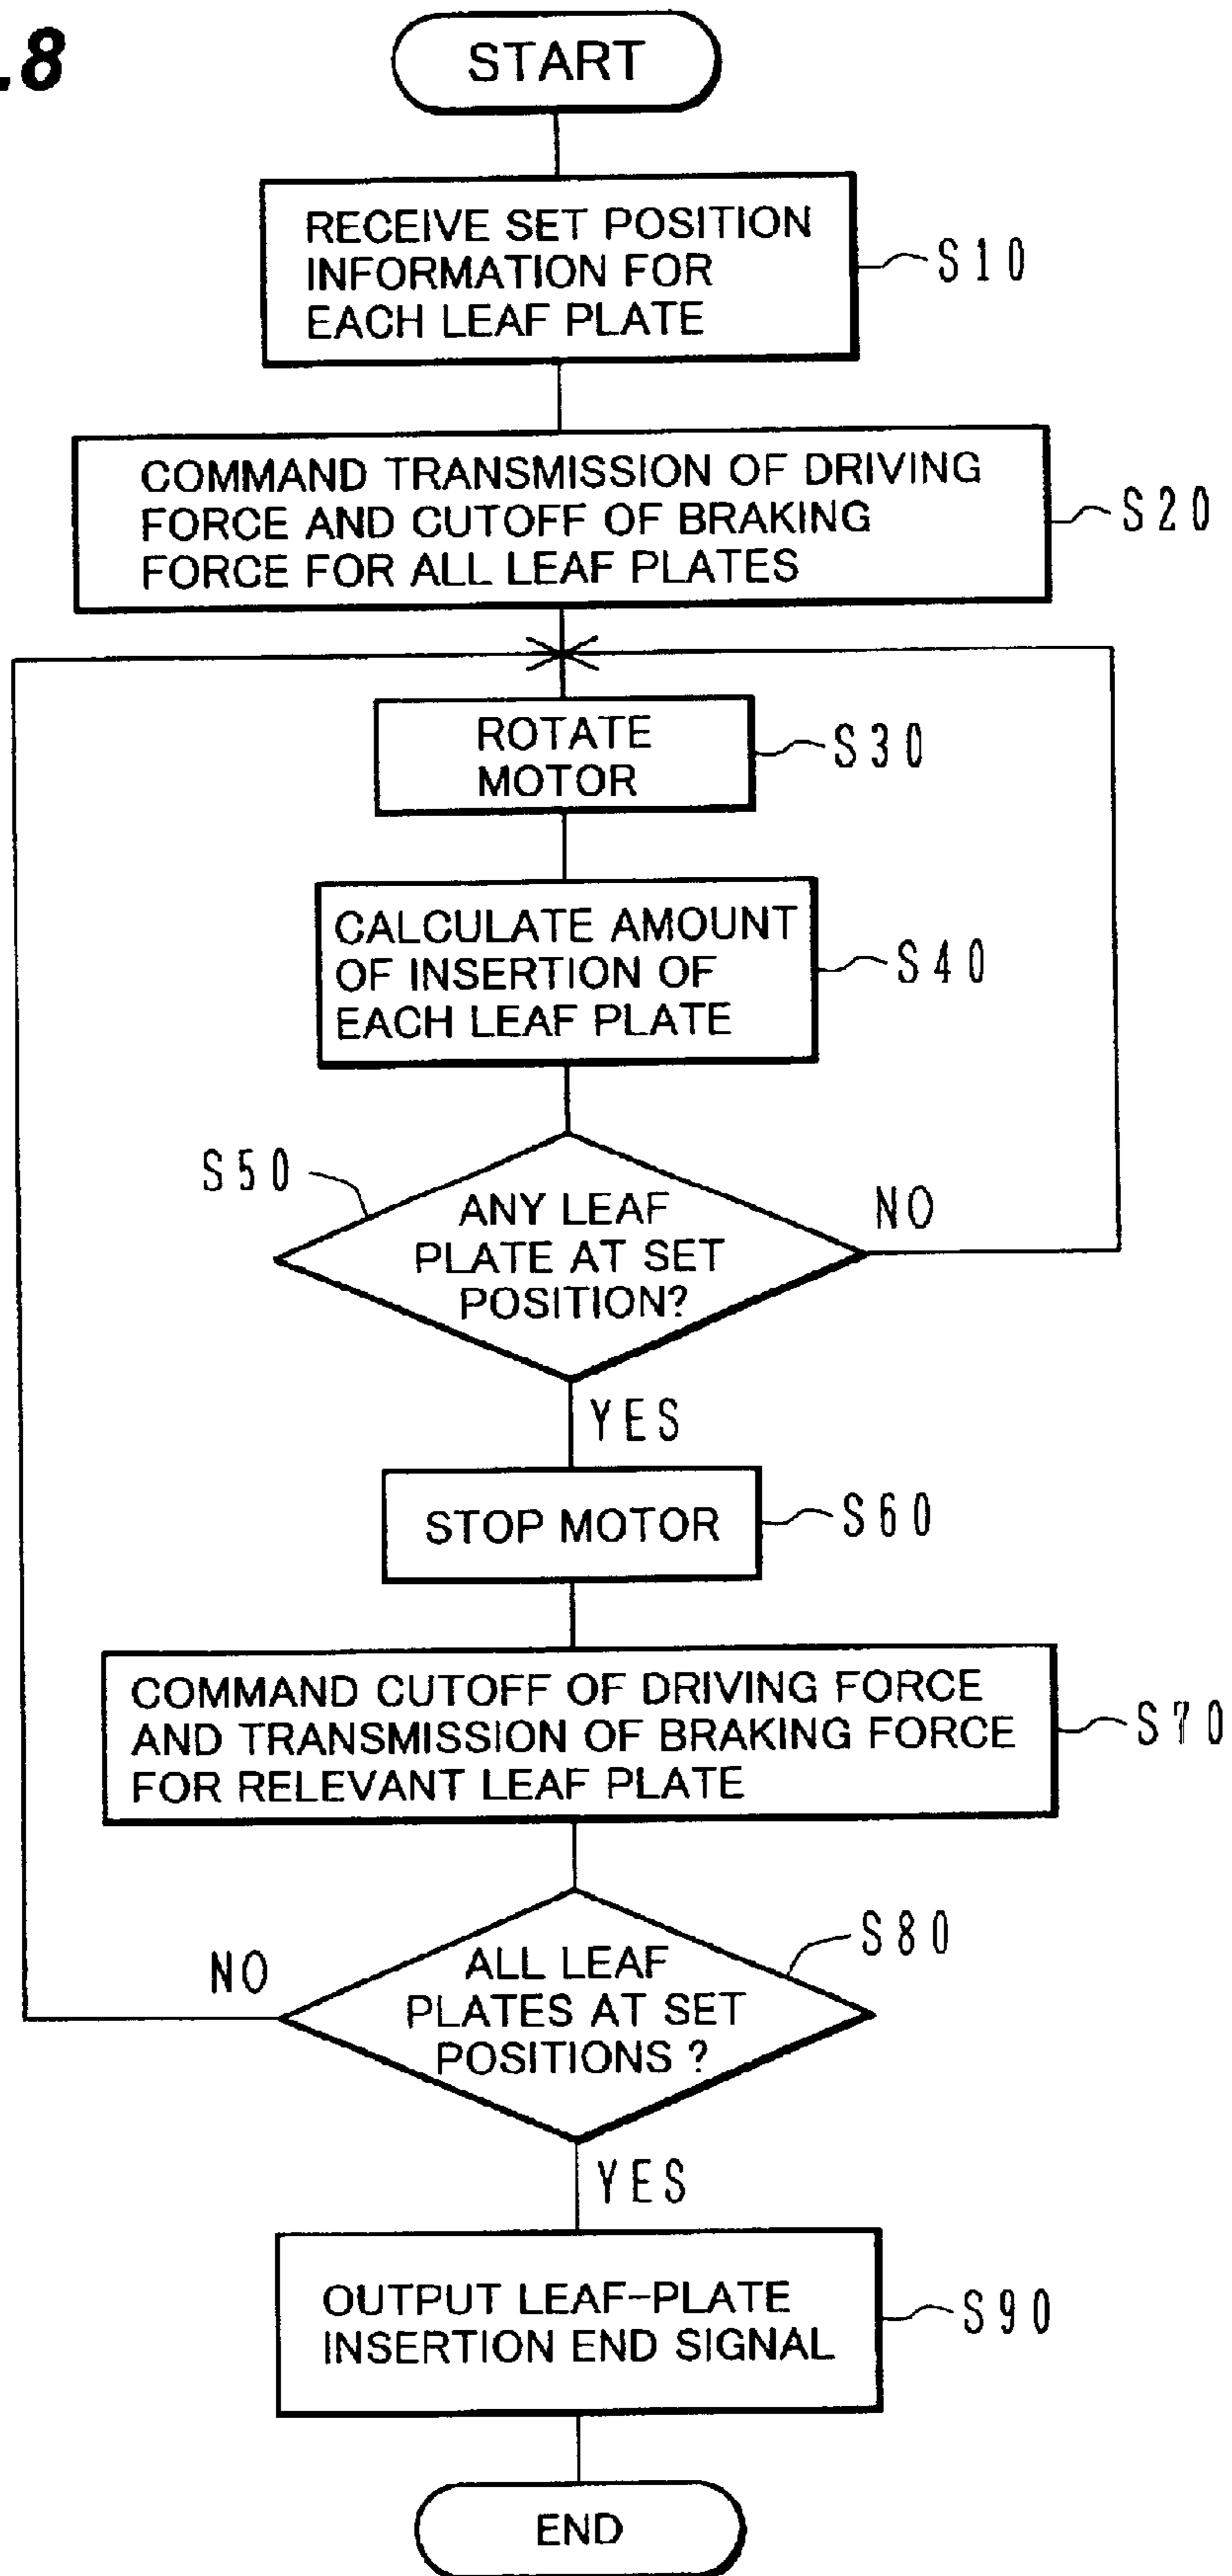 .8
START
RECEIVE SET POSITION
INFORMATION FOR
EACH LEAF PLATE
S10
COMMAND TRANSMISSION OF DRIVING
FORCE AND CUTOFF OF BRAKING
FORCE FOR ALL LEAF PLATES
S20
ROTATE
MOTOR
S30
CALCULATE AMOUNT
OF INSERTION OF
EACH LEAF PLATE
S40
S50
ANY LEAF
PLATE AT SET
POSITION?
NO
YES
STOP MOTOR
S60
COMMAND CUTOFF OF DRIVING FORCE
AND TRANSMISSION OF BRAKING FORCE
FOR RELEVANT LEAF PLATE
S70
S80
ALL LEAF
PLATES AT SET
POSITIONS ?
NO
YES
OUTPUT LEAF-PLATE
INSERTION END SIGNAL
S90
END